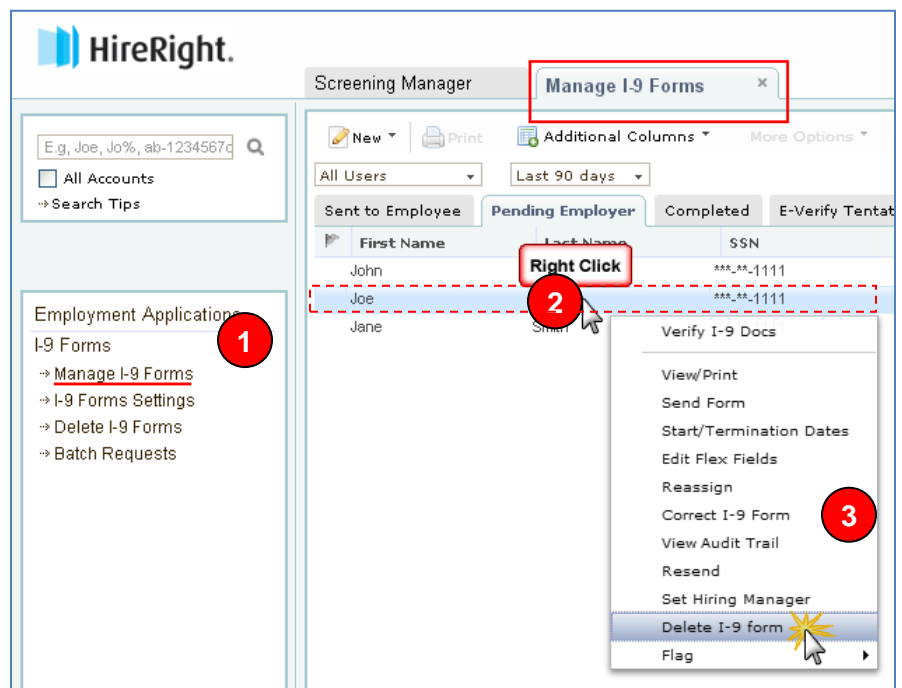 HireRight.
Screening Manager
Manage I-9 Forms ×
E.g, Joe, Jo%, ab-1234567
All Accounts
Search Tips
New
Print
Additional Columns
More Options
All Users
Last 90 days
Sent to Employee
Pending Employer
Completed
E-Verify Tentat
First Name
Last Name
SSN
John
***-**-1111
Right Click
Joe
***-**-1111
2
Jane
Smith
Employment Applications
1
I-9 Forms
Manage I-9 Forms
I-9 Forms Settings
Delete I-9 Forms
Batch Requests
Verify I-9 Docs
View/Print
Send Form
Start/Termination Dates
Edit Flex Fields
Reassign
Correct I-9 Form
3
View Audit Trail
Resend
Set Hiring Manager
Delete I-9 form
Flag